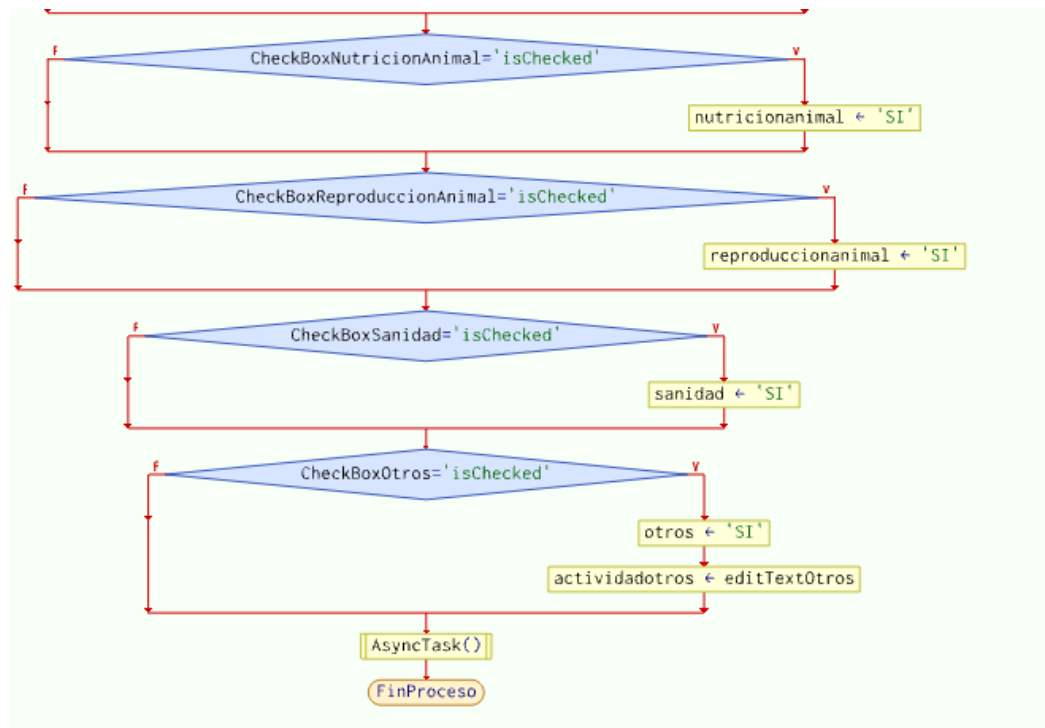 CheckBoxNutricionAnimal='isChecked'
F
V
nutricionanimal ← 'SI'
CheckBoxReproduccionAnimal='isChecked'
F
V
reproduccionanimal ← 'SI'
CheckBoxSanidad='isChecked'
F
V
sanidad ← 'SI'
CheckBoxOtros='isChecked'
F
V
otros ← 'SI'
actividadotros ← editTextOtros
AsyncTask()
FinProceso